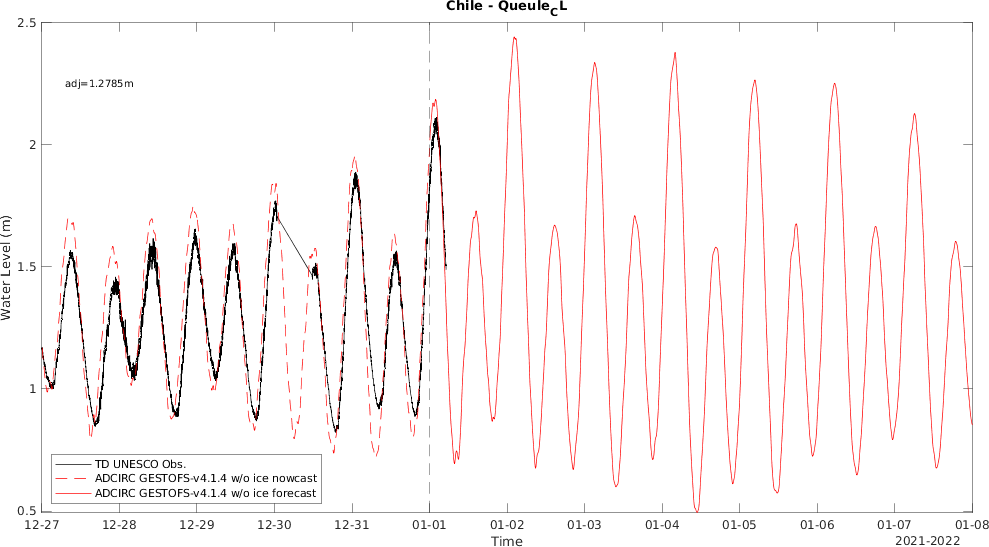 Chile - Queule_CL
2.5
adj=1.2785m
2
1.5
Water Level (m)
1
TD UNESCO Obs.
ADCIRC GESTOFS-v4.1.4 w/o ice nowcast
ADCIRC GESTOFS-v4.1.4 w/o ice forecast
0.5
12-27 12-28 12-29 12-30 12-31 01-01 01-02 01-03 01-04 01-05 01-06 01-07 01-08
Time
2021-2022